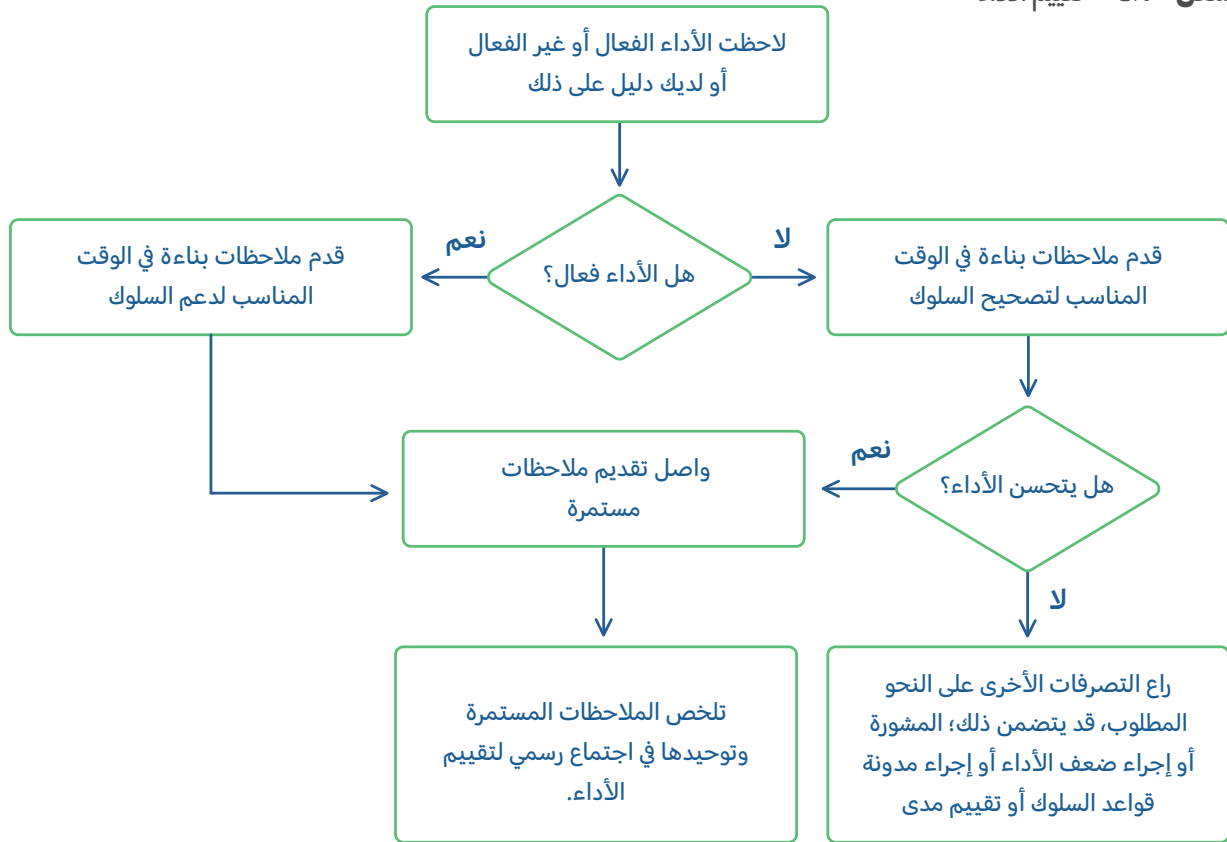 لاحظت الأداء الفعال أو غير الفعال
أو لديك دليل على ذلك
هل الأداء فعال؟
لا
نعم
قدم ملاحظات بناءة في الوقت
المناسب لتصحيح السلوك
قدم ملاحظات بناءة في الوقت
المناسب لدعم السلوك
هل يتحسن الأداء؟
نعم
لا
واصل تقديم ملاحظات
مستمرة
راع التصرفات الأخرى على النحو
المطلوب، قد يتضمن ذلك؛ المشورة
أو إجراء ضعف الأداء أو إجراء مدونة
قواعد السلوك أو تقييم مدى
تلخص الملاحظات المستمرة
وتوحيدها في اجتماع رسمي لتقييم
الأداء.